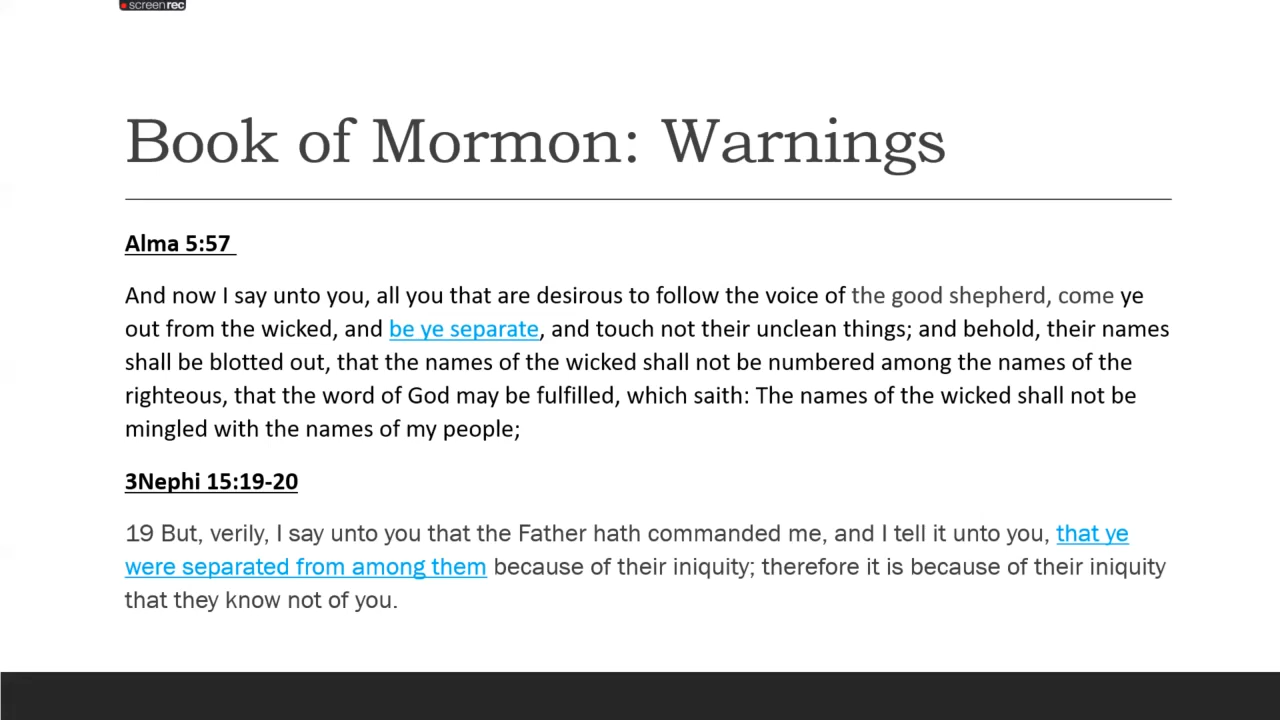 screenrec
Book of Mormon: Warnings
Alma 5:57
And now I say unto you, all you that are desirous to follow the voice of the good shepherd, come ye
out from the wicked, and be ye separate, and touch not their unclean things; and behold, their names
shall be blotted out, that the names of the wicked shall not be numbered among the names of the
righteous, that the word of God may be fulfilled, which saith: The names of the wicked shall not be
mingled with the names of my people;
3Nephi 15:19-20
19 But, verily, I say unto you that the Father hath commanded me, and I tell it unto you, that ye
were separated from among them because of their iniquity; therefore it is because of their iniquity
that they know not of you.